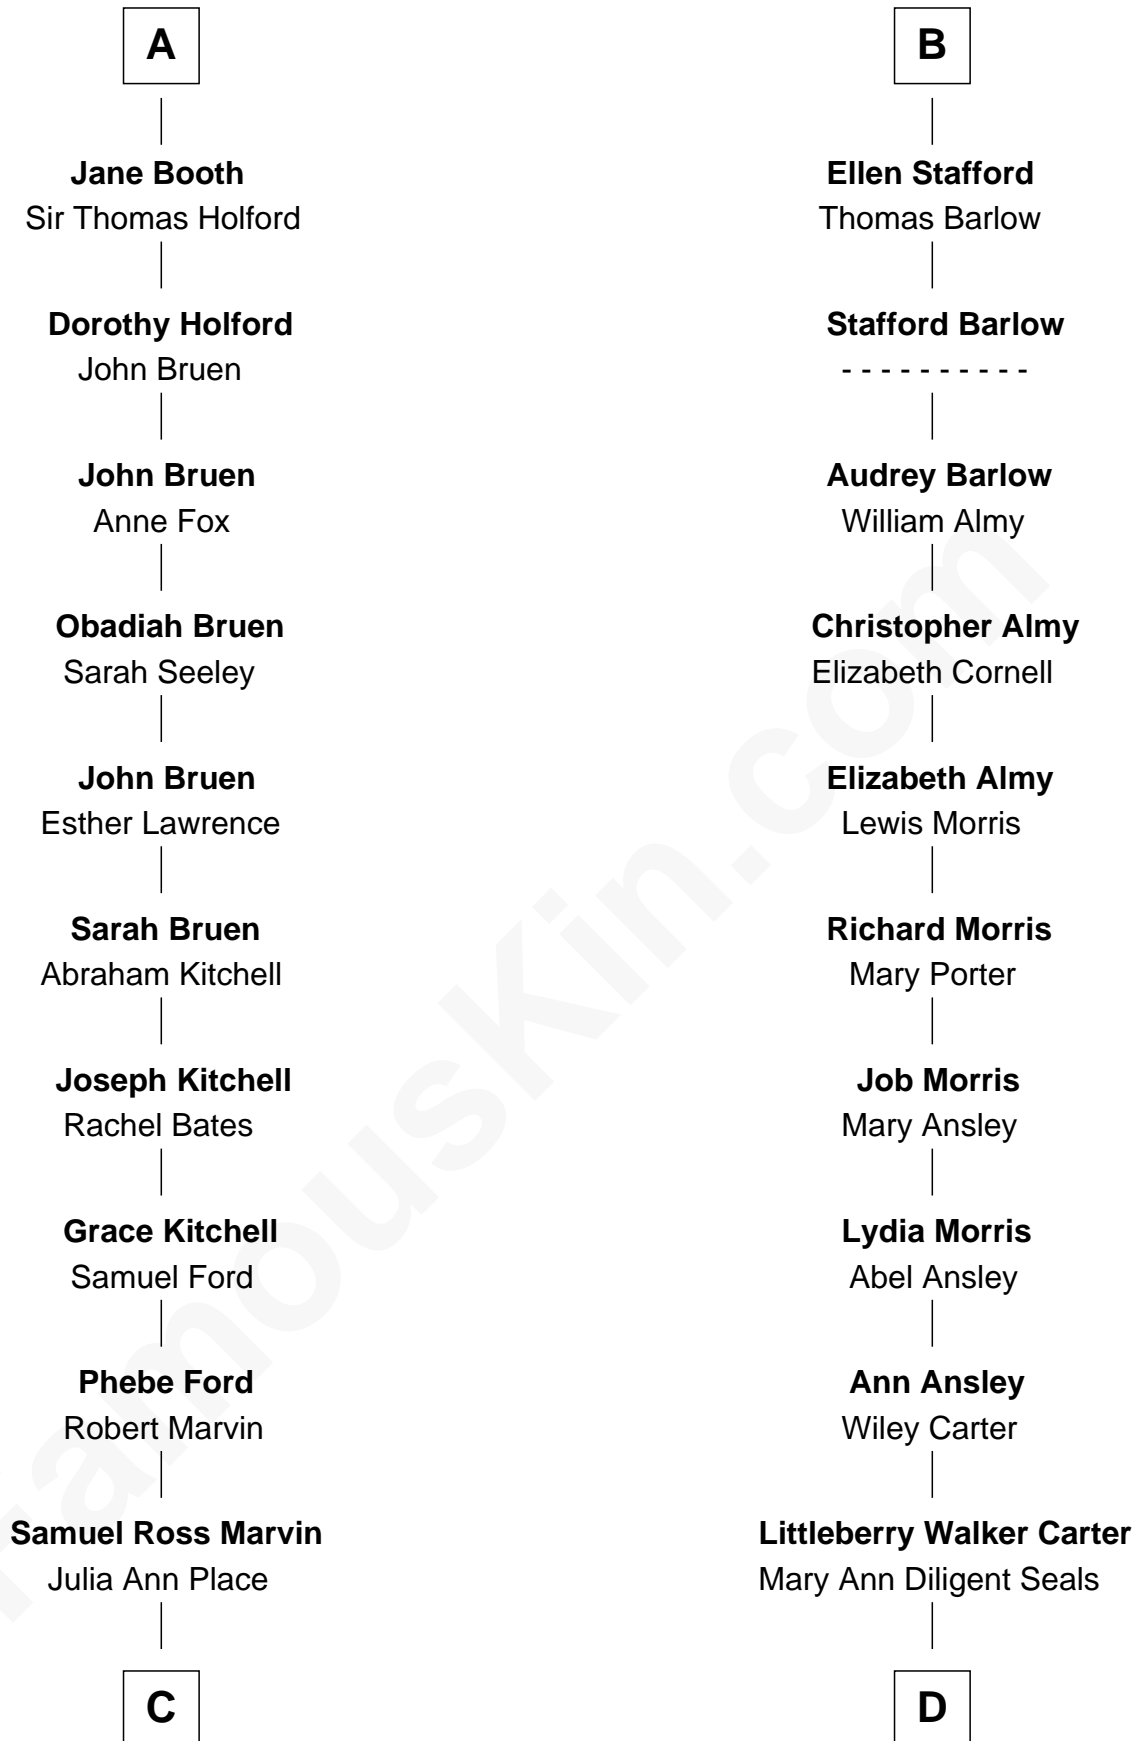 A
Jane Booth
Sir Thomas Holford
Dorothy Holford
John Bruen
John Bruen
Anne Fox
Obadiah Bruen
Sarah Seeley
John Bruen
Esther Lawrence
Sarah Bruen
Abraham Kitchell
Joseph Kitchell
Rachel Bates
Grace Kitchell
Samuel Ford
Phebe Ford
Robert Marvin
Samuel Ross Marvin
Julia Ann Place
C
B
Ellen Stafford
Thomas Barlow
Stafford Barlow
- - - - - - - - - -
Audrey Barlow
William Almy
Christopher Almy
Elizabeth Cornell
Elizabeth Almy
Lewis Morris
Richard Morris
Mary Porter
Job Morris
Mary Ansley
Lydia Morris
Abel Ansley
Ann Ansley
Wiley Carter
Littleberry Walker Carter
Mary Ann Diligent Seals
D
FamousKin.com